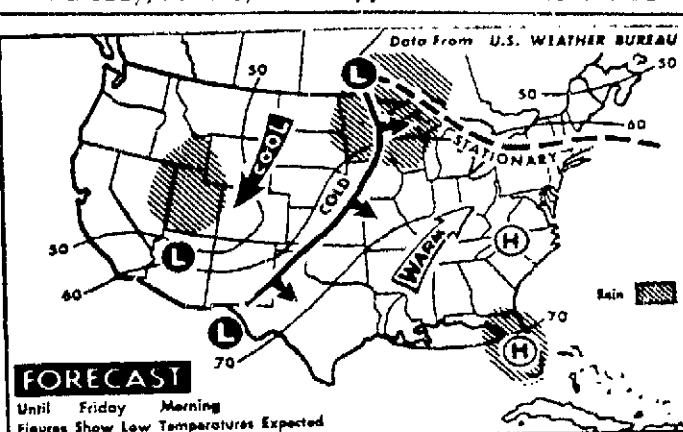 Data From U.S. WEATHER BUREAU
50
L
50
50
60
COOL
STATIONARY
COLD
50
L
H
WARM
60
Rain
L
70
70
H
FORECAST
Until Friday Morning
Figures Show Low Temperatures Expected